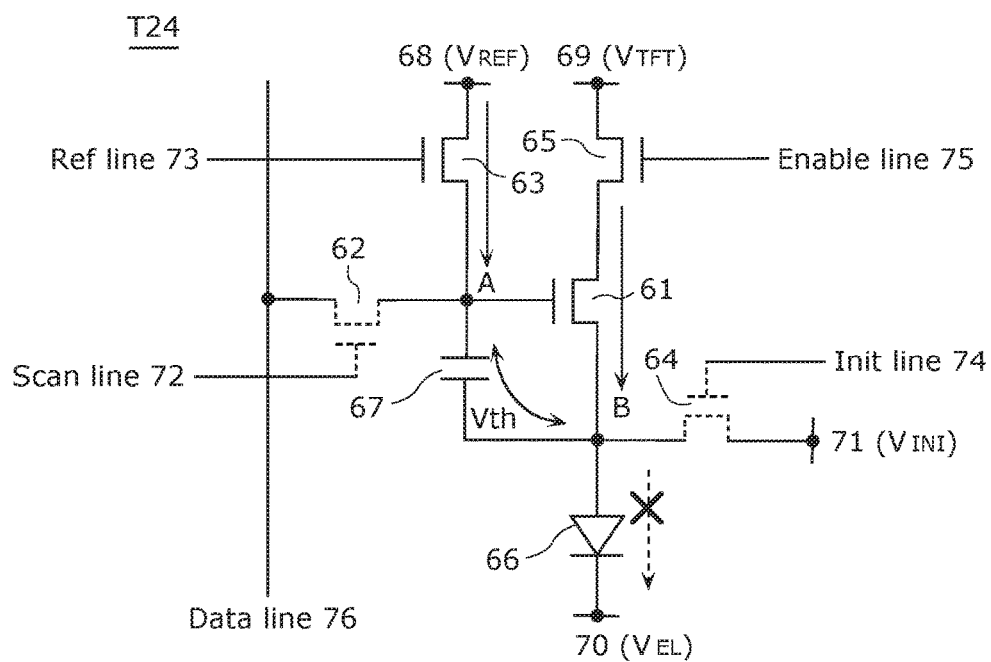 T24
68 (VREF)
69 (VTFT)
Ref line 73
63
65
Enable line 75
A
62
61
Scan line 72
67
Vth
B
64
Init line 74
71 (VINI)
66
Data line 76
70 (VEL)